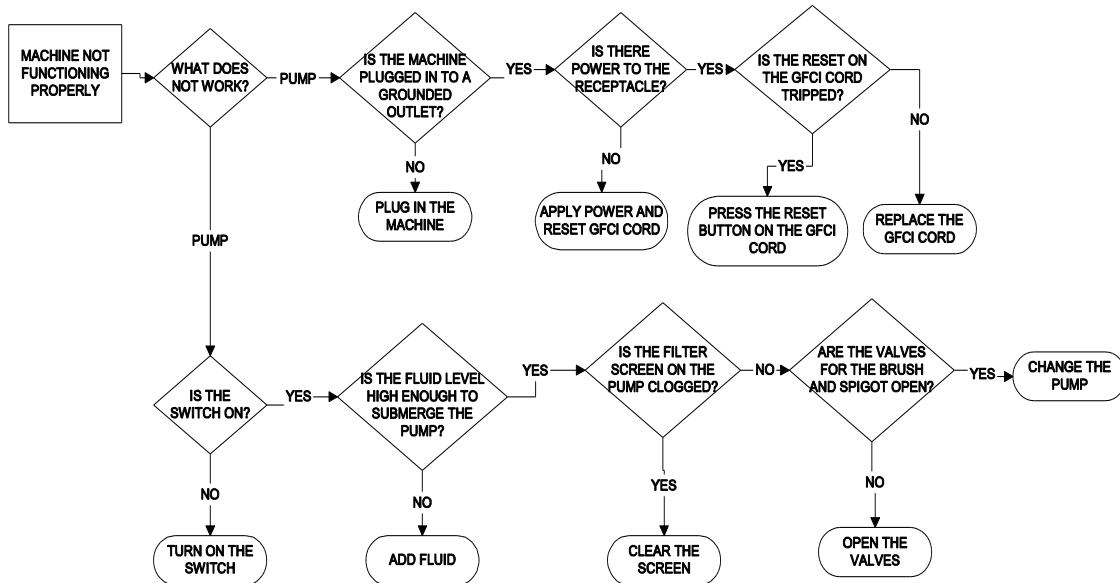 MACHINE NOT
FUNCTIONING
PROPERLY
WHAT DOES
NOT WORK?
PUMP
IS THE MACHINE
PLUGGED IN TO A
GROUNDED
OUTLET?
YES
IS THERE
POWER TO THE
RECEPTACLE?
YES
IS THE RESET ON
THE GFCI CORD
TRIPPED?
NO
NO
NO
YES
PLUG IN THE
MACHINE
APPLY POWER AND
RESET GFCI CORD
PRESS THE RESET
BUTTON ON THE GFCI
CORD
REPLACE THE
GFCI CORD
PUMP
IS THE
SWITCH ON?
YES
IS THE FLUID LEVEL
HIGH ENOUGH TO
SUBMERGE THE
PUMP?
YES
IS THE FILTER
SCREEN ON THE
PUMP CLOGGED?
NO
ARE THE VALVES
FOR THE BRUSH
AND SPIGOT OPEN?
YES
CHANGE THE
PUMP
NO
NO
YES
NO
TURN ON THE
SWITCH
ADD FLUID
CLEAR THE
SCREEN
OPEN THE
VALVES